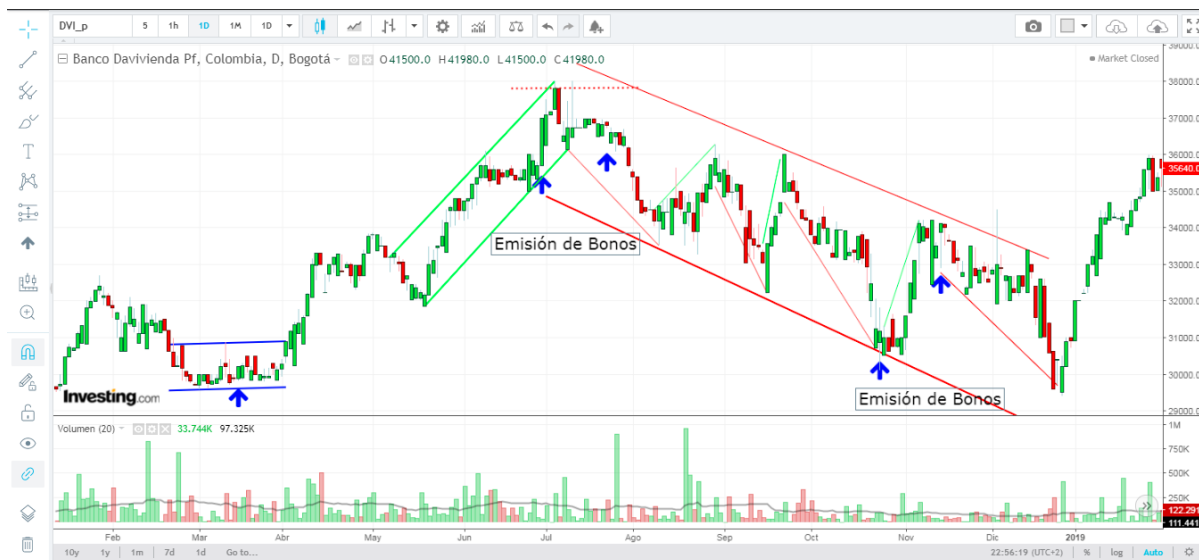 DVI_p 5 1h 1D 1M 1D
Banco Davivienda Pf, Colombia, D, Bogotá O41500.0 H41980.0 L41500.0 C41980.0
Market Closed
39000.0
38000.0
37000.0
36000.0
35640.0
35000.0
34000.0
33000.0
32000.0
31000.0
30000.0
29000.0
Emisión de Bonos
Emisión de Bonos
Investing.com
Volumen (20) 33.744K 97.325K
1M
750K
500K
250K
122.291
111.441
Feb Mar Abr May Jun Jul Ago Sep Oct Nov Dic 2019
10y 1y 1m 7d 1d Go to... 22:56:19 (UTC+2) % log Auto